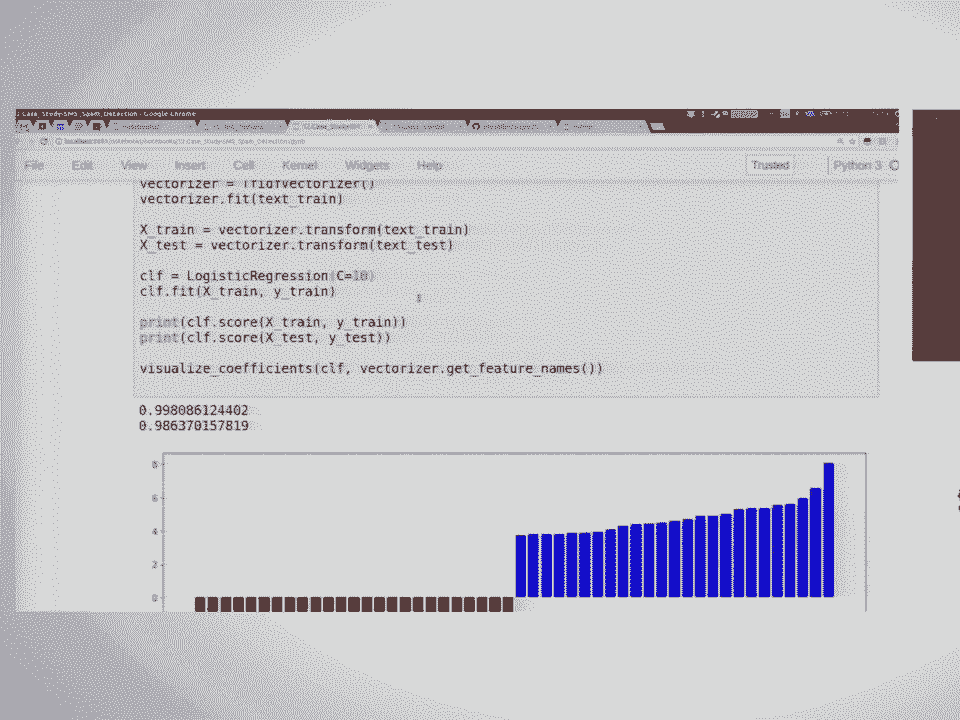 Case_Study-SMS_Spam_Detection - Google Chrome
File Edit View Insert Cell Kernel Widgets Help Trusted Python 3
vectorizer = TfidfVectorizer()
vectorizer.fit(text_train)
X_train = vectorizer.transform(text_train)
X_test = vectorizer.transform(text_test)
clf = LogisticRegression(C=10)
clf.fit(X_train, y_train)
print(clf.score(X_train, y_train))
print(clf.score(X_test, y_test))
visualize_coefficients(clf, vectorizer.get_feature_names())
0.998086124402
0.986370157819
8
6
4
2
0